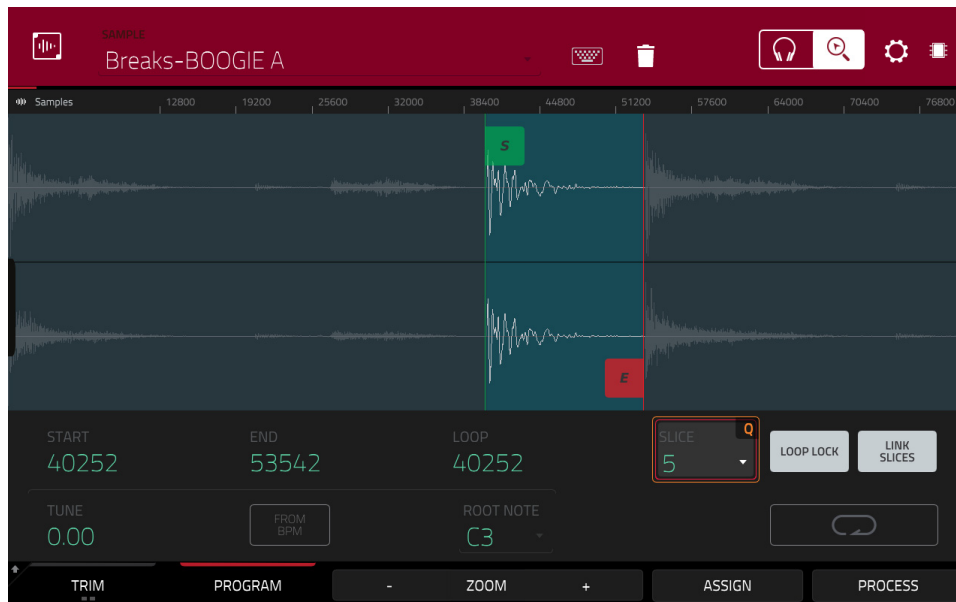 SAMPLE
Breaks-BOOGIE A
Samples 12800 19200 25600 32000 38400 44800 51200 57600 64000 70400 76800
S
E
START END LOOP SLICE Q
40252 53542 40252 5 LOOP LOCK LINK SLICES
TUNE FROM BPM ROOT NOTE
0.00 C3
TRIM PROGRAM - ZOOM + ASSIGN PROCESS